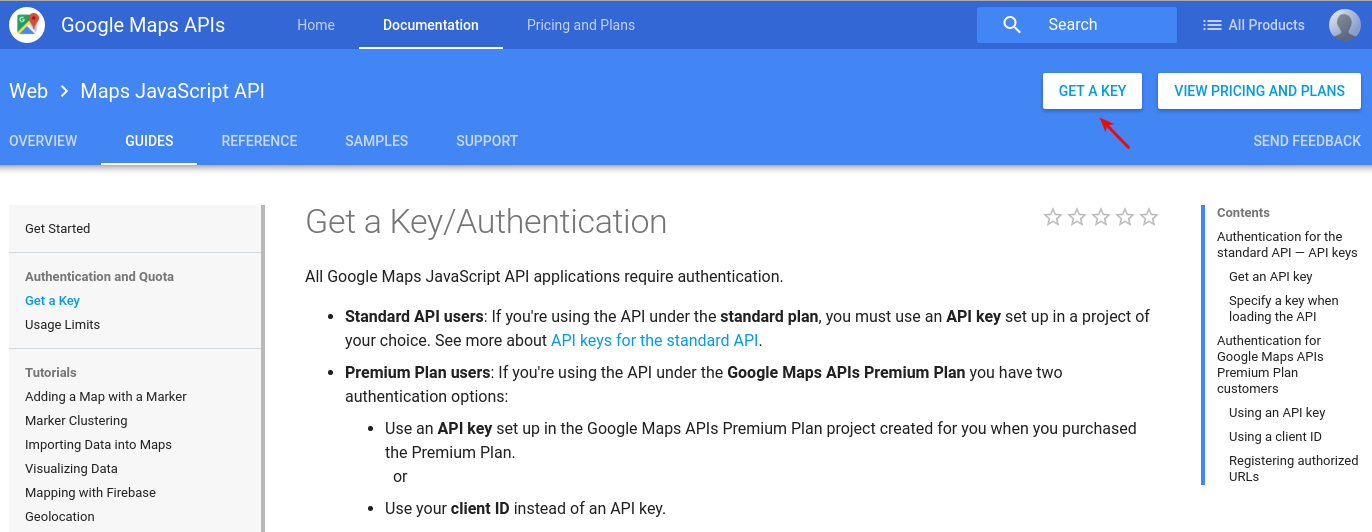 Google Maps APIs
Home
Documentation
Pricing and Plans
Search
All Products
Web > Maps JavaScript API
GET A KEY
VIEW PRICING AND PLANS
OVERVIEW
GUIDES
REFERENCE
SAMPLES
SUPPORT
SEND FEEDBACK
Get Started
Authentication and Quota
Get a Key
Usage Limits
Tutorials
Adding a Map with a Marker
Marker Clustering
Importing Data into Maps
Visualizing Data
Mapping with Firebase
Geolocation
Get a Key/Authentication
All Google Maps JavaScript API applications require authentication.
• Standard API users: If you're using the API under the standard plan, you must use an API key set up in a project of
your choice. See more about API keys for the standard API.
• Premium Plan users: If you're using the API under the Google Maps APIs Premium Plan you have two
authentication options:
• Use an API key set up in the Google Maps APIs Premium Plan project created for you when you purchased
the Premium Plan.
or
• Use your client ID instead of an API key.
Contents
Authentication for the
standard API — API keys
Get an API key
Specify a key when
loading the API
Authentication for
Google Maps APIs
Premium Plan
customers
Using an API key
Using a client ID
Registering authorized
URLs